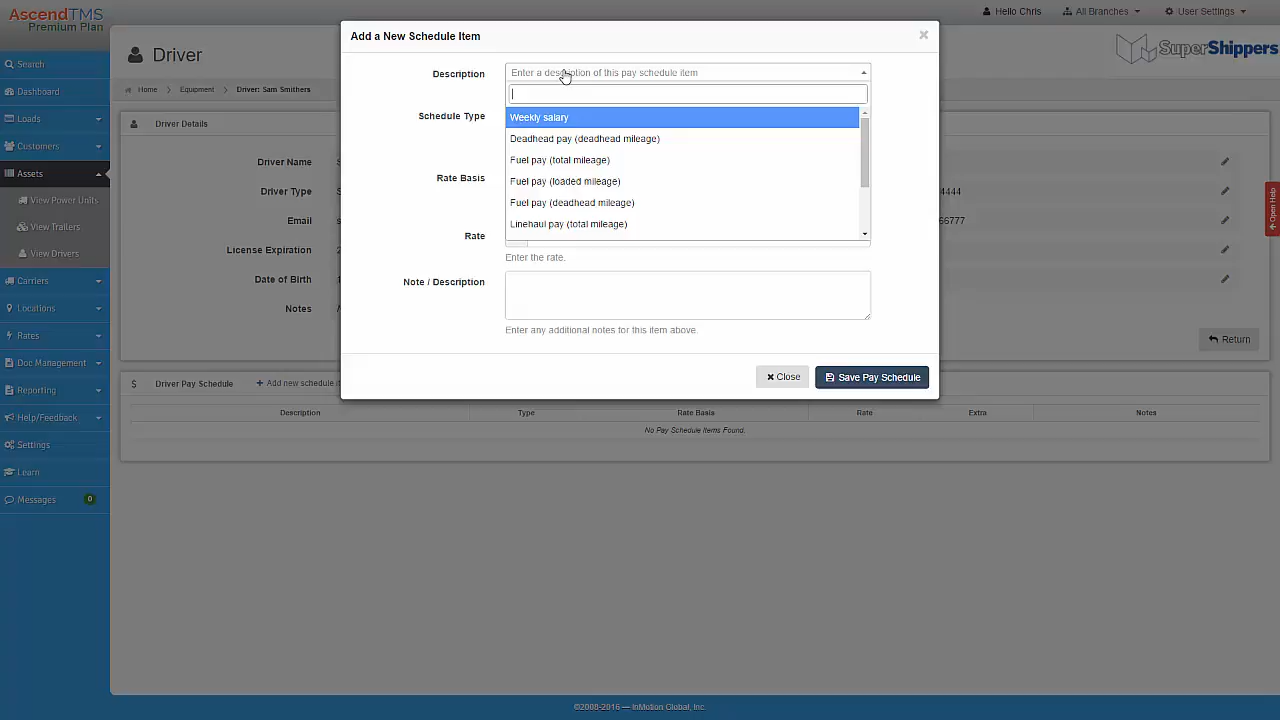 AscendTMS
Premium Plan
Hello Chris
All Branches
User Settings
Search
Dashboard
Loads
Customers
Assets
View Power Units
View Trailers
View Drivers
Carriers
Locations
Rates
Doc Management
Reporting
Help/Feedback
Settings
Learn
Messages
0
Driver
SuperShippers
Home
Equipment
Driver: Sam Smithers
Driver Details
Driver Name
Driver Type
4444
Email
66777
License Expiration
Date of Birth
Notes
Return
Open Help
Add a New Schedule Item
Description
Enter a description of this pay schedule item
Weekly salary
Deadhead pay (deadhead mileage)
Fuel pay (total mileage)
Fuel pay (loaded mileage)
Fuel pay (deadhead mileage)
Linehaul pay (total mileage)
Schedule Type
Rate Basis
Rate
Enter the rate.
Note / Description
Enter any additional notes for this item above.
Close
Save Pay Schedule
$ Driver Pay Schedule
+ Add new schedule it
Description Type Rate Basis Rate Extra Notes
No Pay Schedule Items Found.
©2008-2016 — InMotion Global, Inc.